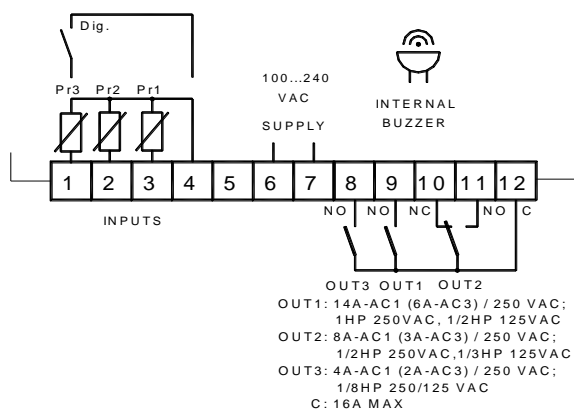 Dig.
100...240
VAC
SUPPLY
INTERNAL
BUZZER
Pr3 Pr2 Pr1
1 2 3 4 5 6 7 8 9 10 11 12
INPUTS
NO NO NC NO C
OUT3 OUT1 OUT2
OUT1: 14A-AC1 (6A-AC3) / 250 VAC;
1HP 250VAC, 1/2HP 125VAC
OUT2: 8A-AC1 (3A-AC3) / 250 VAC;
1/2HP 250VAC,1/3HP 125VAC
OUT3: 4A-AC1 (2A-AC3) / 250 VAC;
1/8HP 250/125 VAC
C: 16A MAX